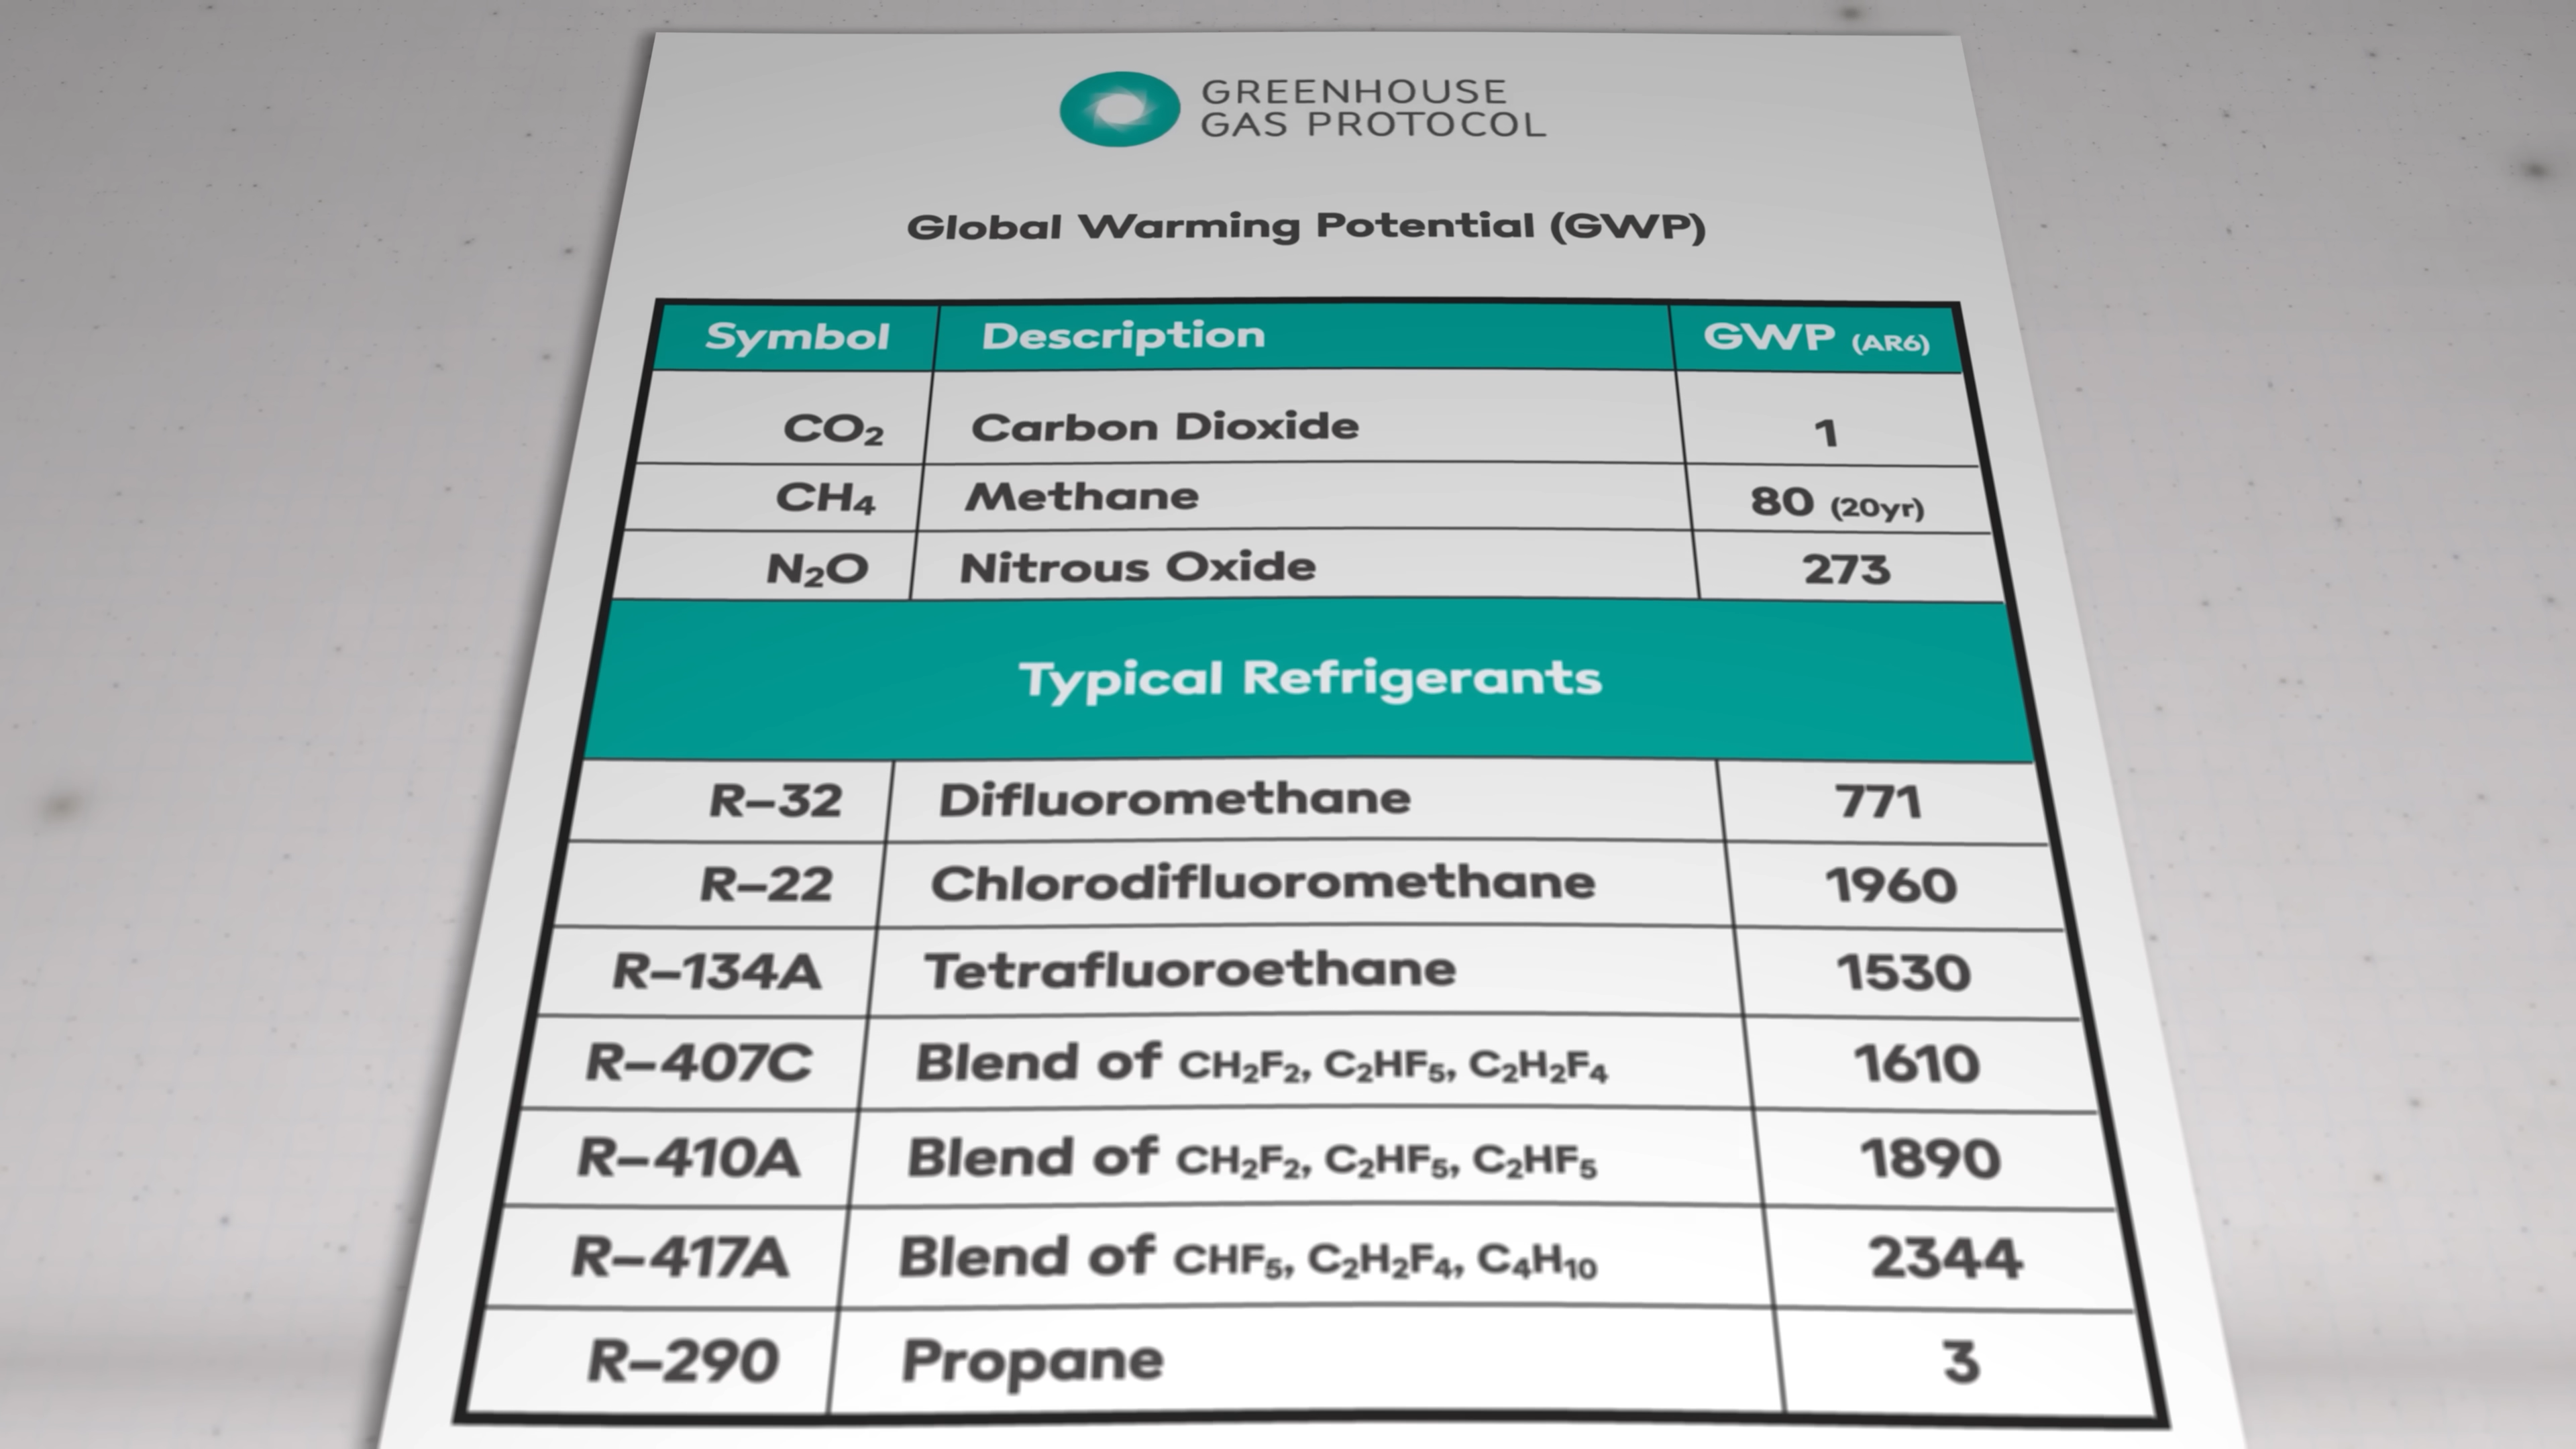 GREENHOUSE
GAS PROTOCOL
Global Warming Potential (GWP)
Symbol Description GWP (AR6)
CO₂ Carbon Dioxide 1
CH₄ Methane 80 (20yr)
N₂O Nitrous Oxide 273
Typical Refrigerants
R–32 Difluoromethane 771
R–22 Chlorodifluoromethane 1960
R–134A Tetrafluoroethane 1530
R–407C Blend of CH₂F₂, C₂HF₅, C₂H₂F₄ 1610
R–410A Blend of CH₂F₂, C₂HF₅, C₂HF₅ 1890
R–417A Blend of CHF₅, C₂H₂F₄, C₄H₁₀ 2344
R–290 Propane 3